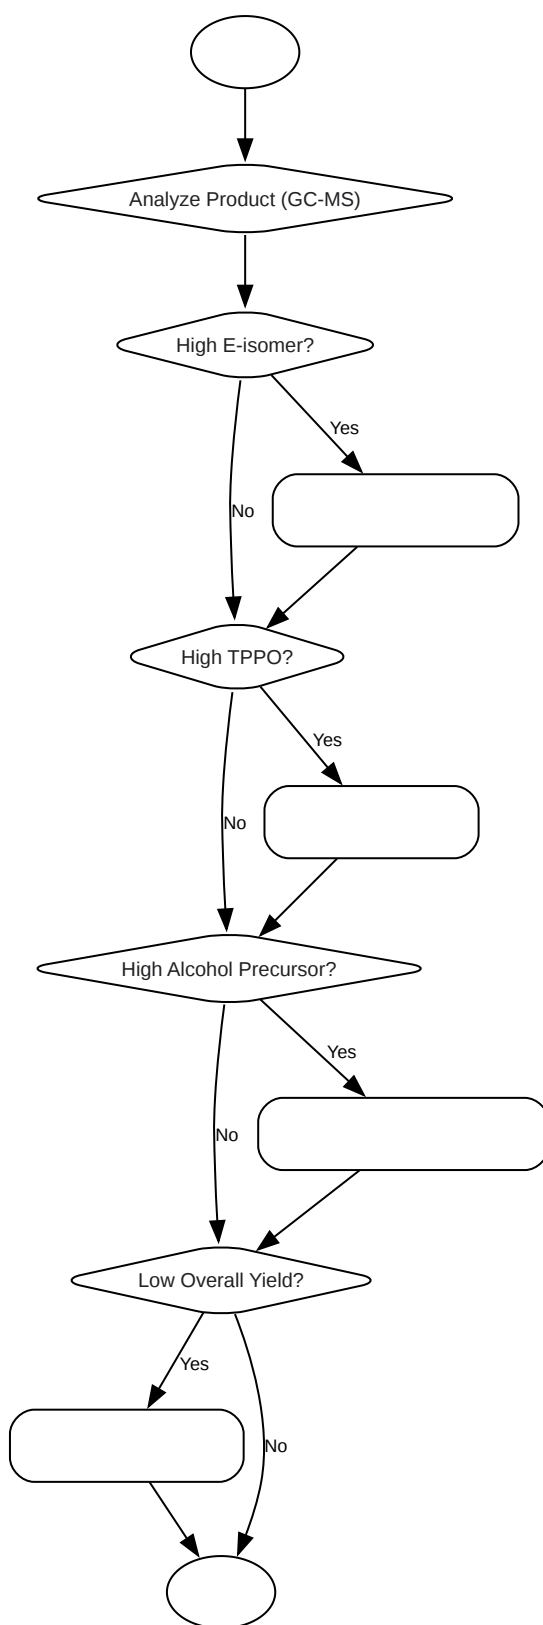 Analyze Product (GC-MS)
High E-isomer?
Yes
No
High TPPO?
Yes
No
High Alcohol Precursor?
Yes
No
Low Overall Yield?
Yes
No